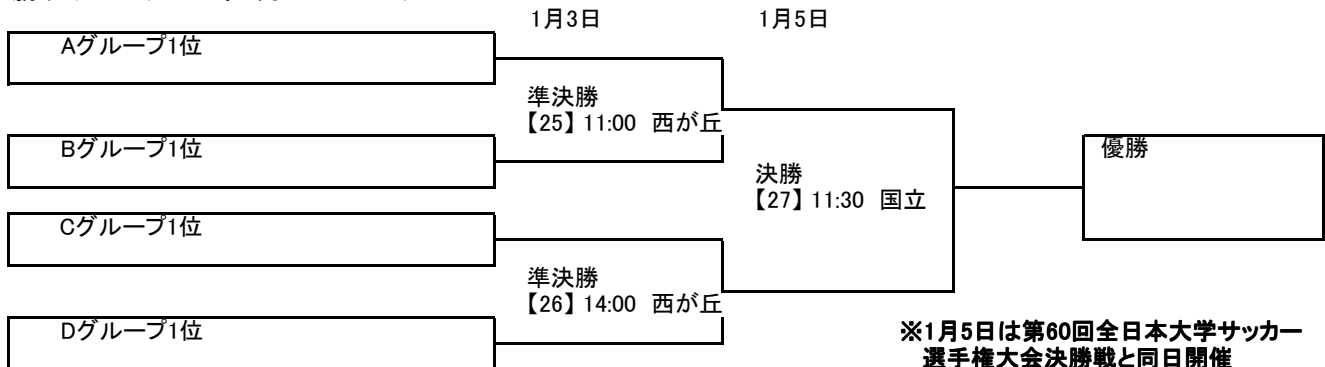 1月3日
1月5日
Aグループ1位
準決勝
【25】 11:00 西が丘
Bグループ1位
優勝
決勝
【27】 11:30 国立
Cグループ1位
準決勝
【26】 14:00 西が丘
Dグループ1位
※1月5日は第60回全日本大学サッカー
選手権大会決勝戦と同日開催